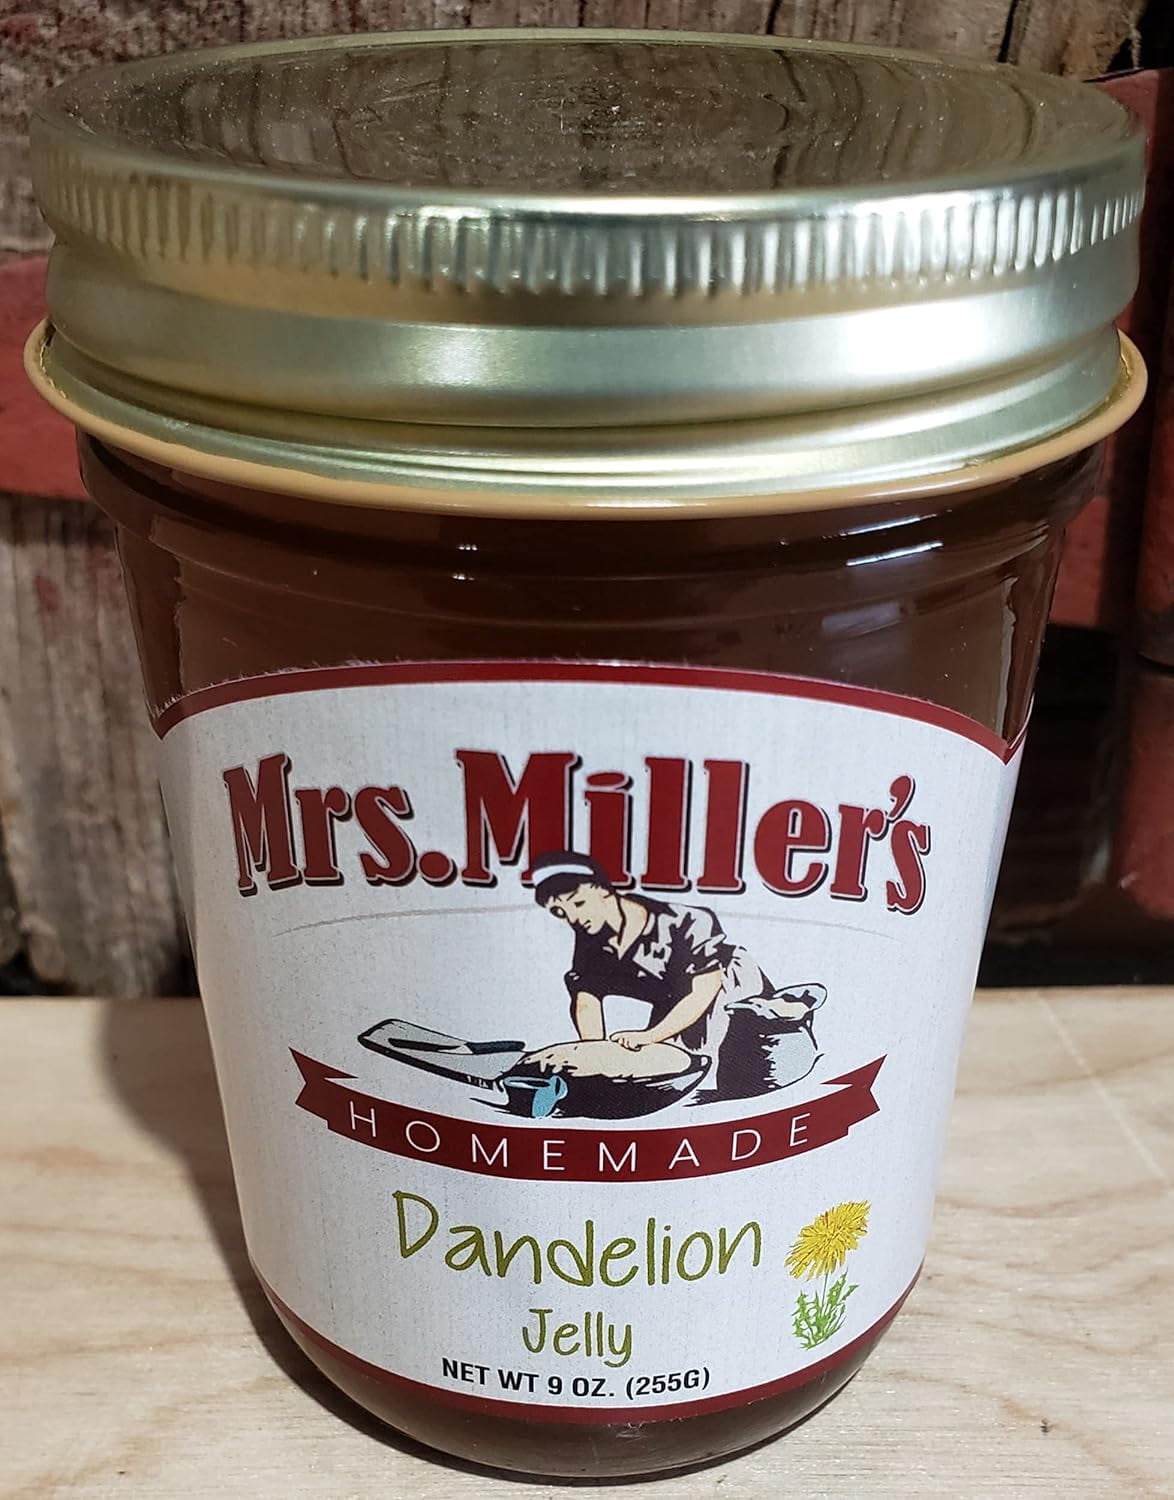 Mrs. Miller's
HOMEMADE
Dandelion
Jelly
NET WT 9 OZ. (255G)